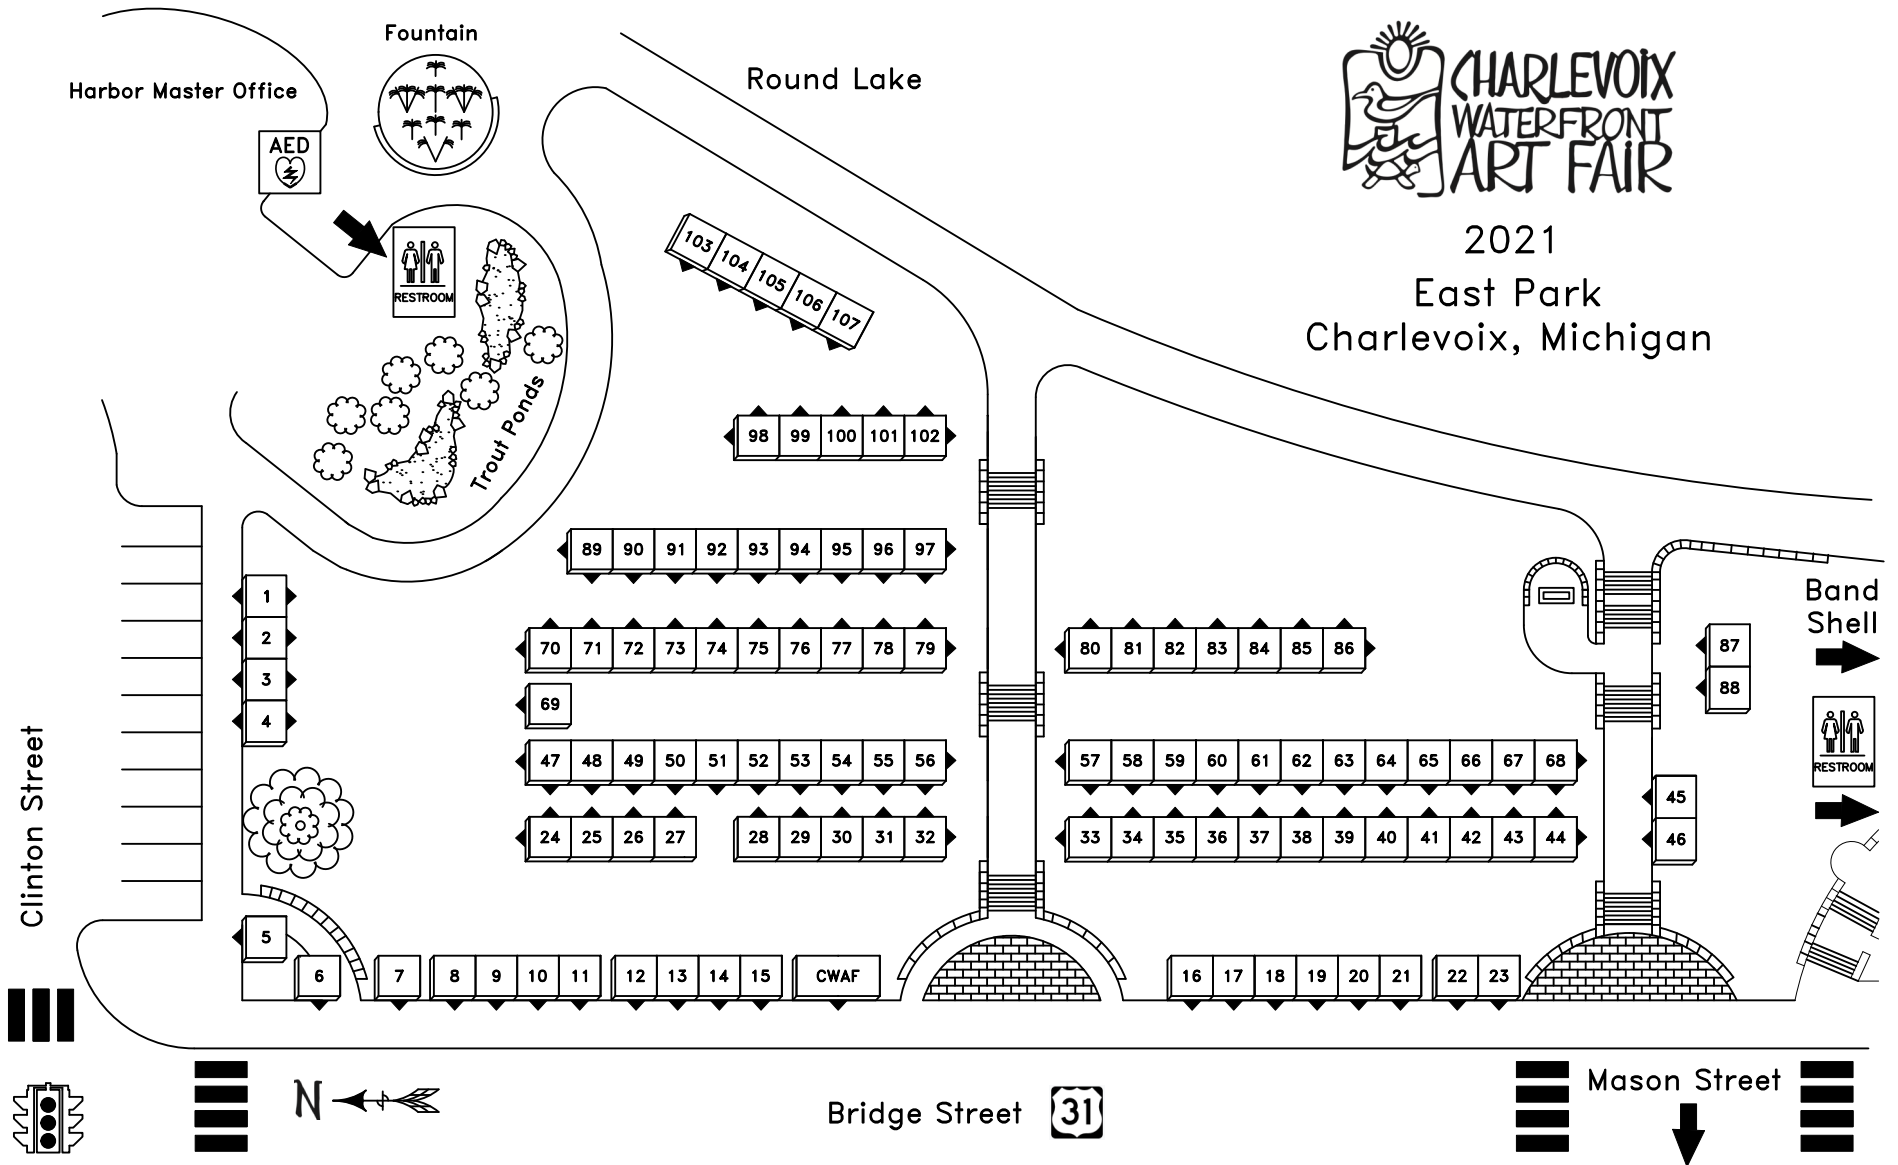 Fountain
Harbor Master Office
AED
Round Lake
CHARLEVOIX
WATERFRONT
ART FAIR
2021
East Park
Charlevoix, Michigan
RESTROOM
Trout Ponds
103 104 105 106 107
98 99 100 101 102
89 90 91 92 93 94 95 96 97
1
2
3
4
70 71 72 73 74 75 76 77 78 79
80 81 82 83 84 85 86
87
88
Band
Shell
69
RESTROOM
47 48 49 50 51 52 53 54 55 56
57 58 59 60 61 62 63 64 65 66 67 68
45
46
24 25 26 27
28 29 30 31 32
33 34 35 36 37 38 39 40 41 42 43 44
Clinton Street
5
6
7
8 9 10 11
12 13 14 15
CWAF
16 17 18 19 20 21
22 23
N
Bridge Street
31
Mason Street